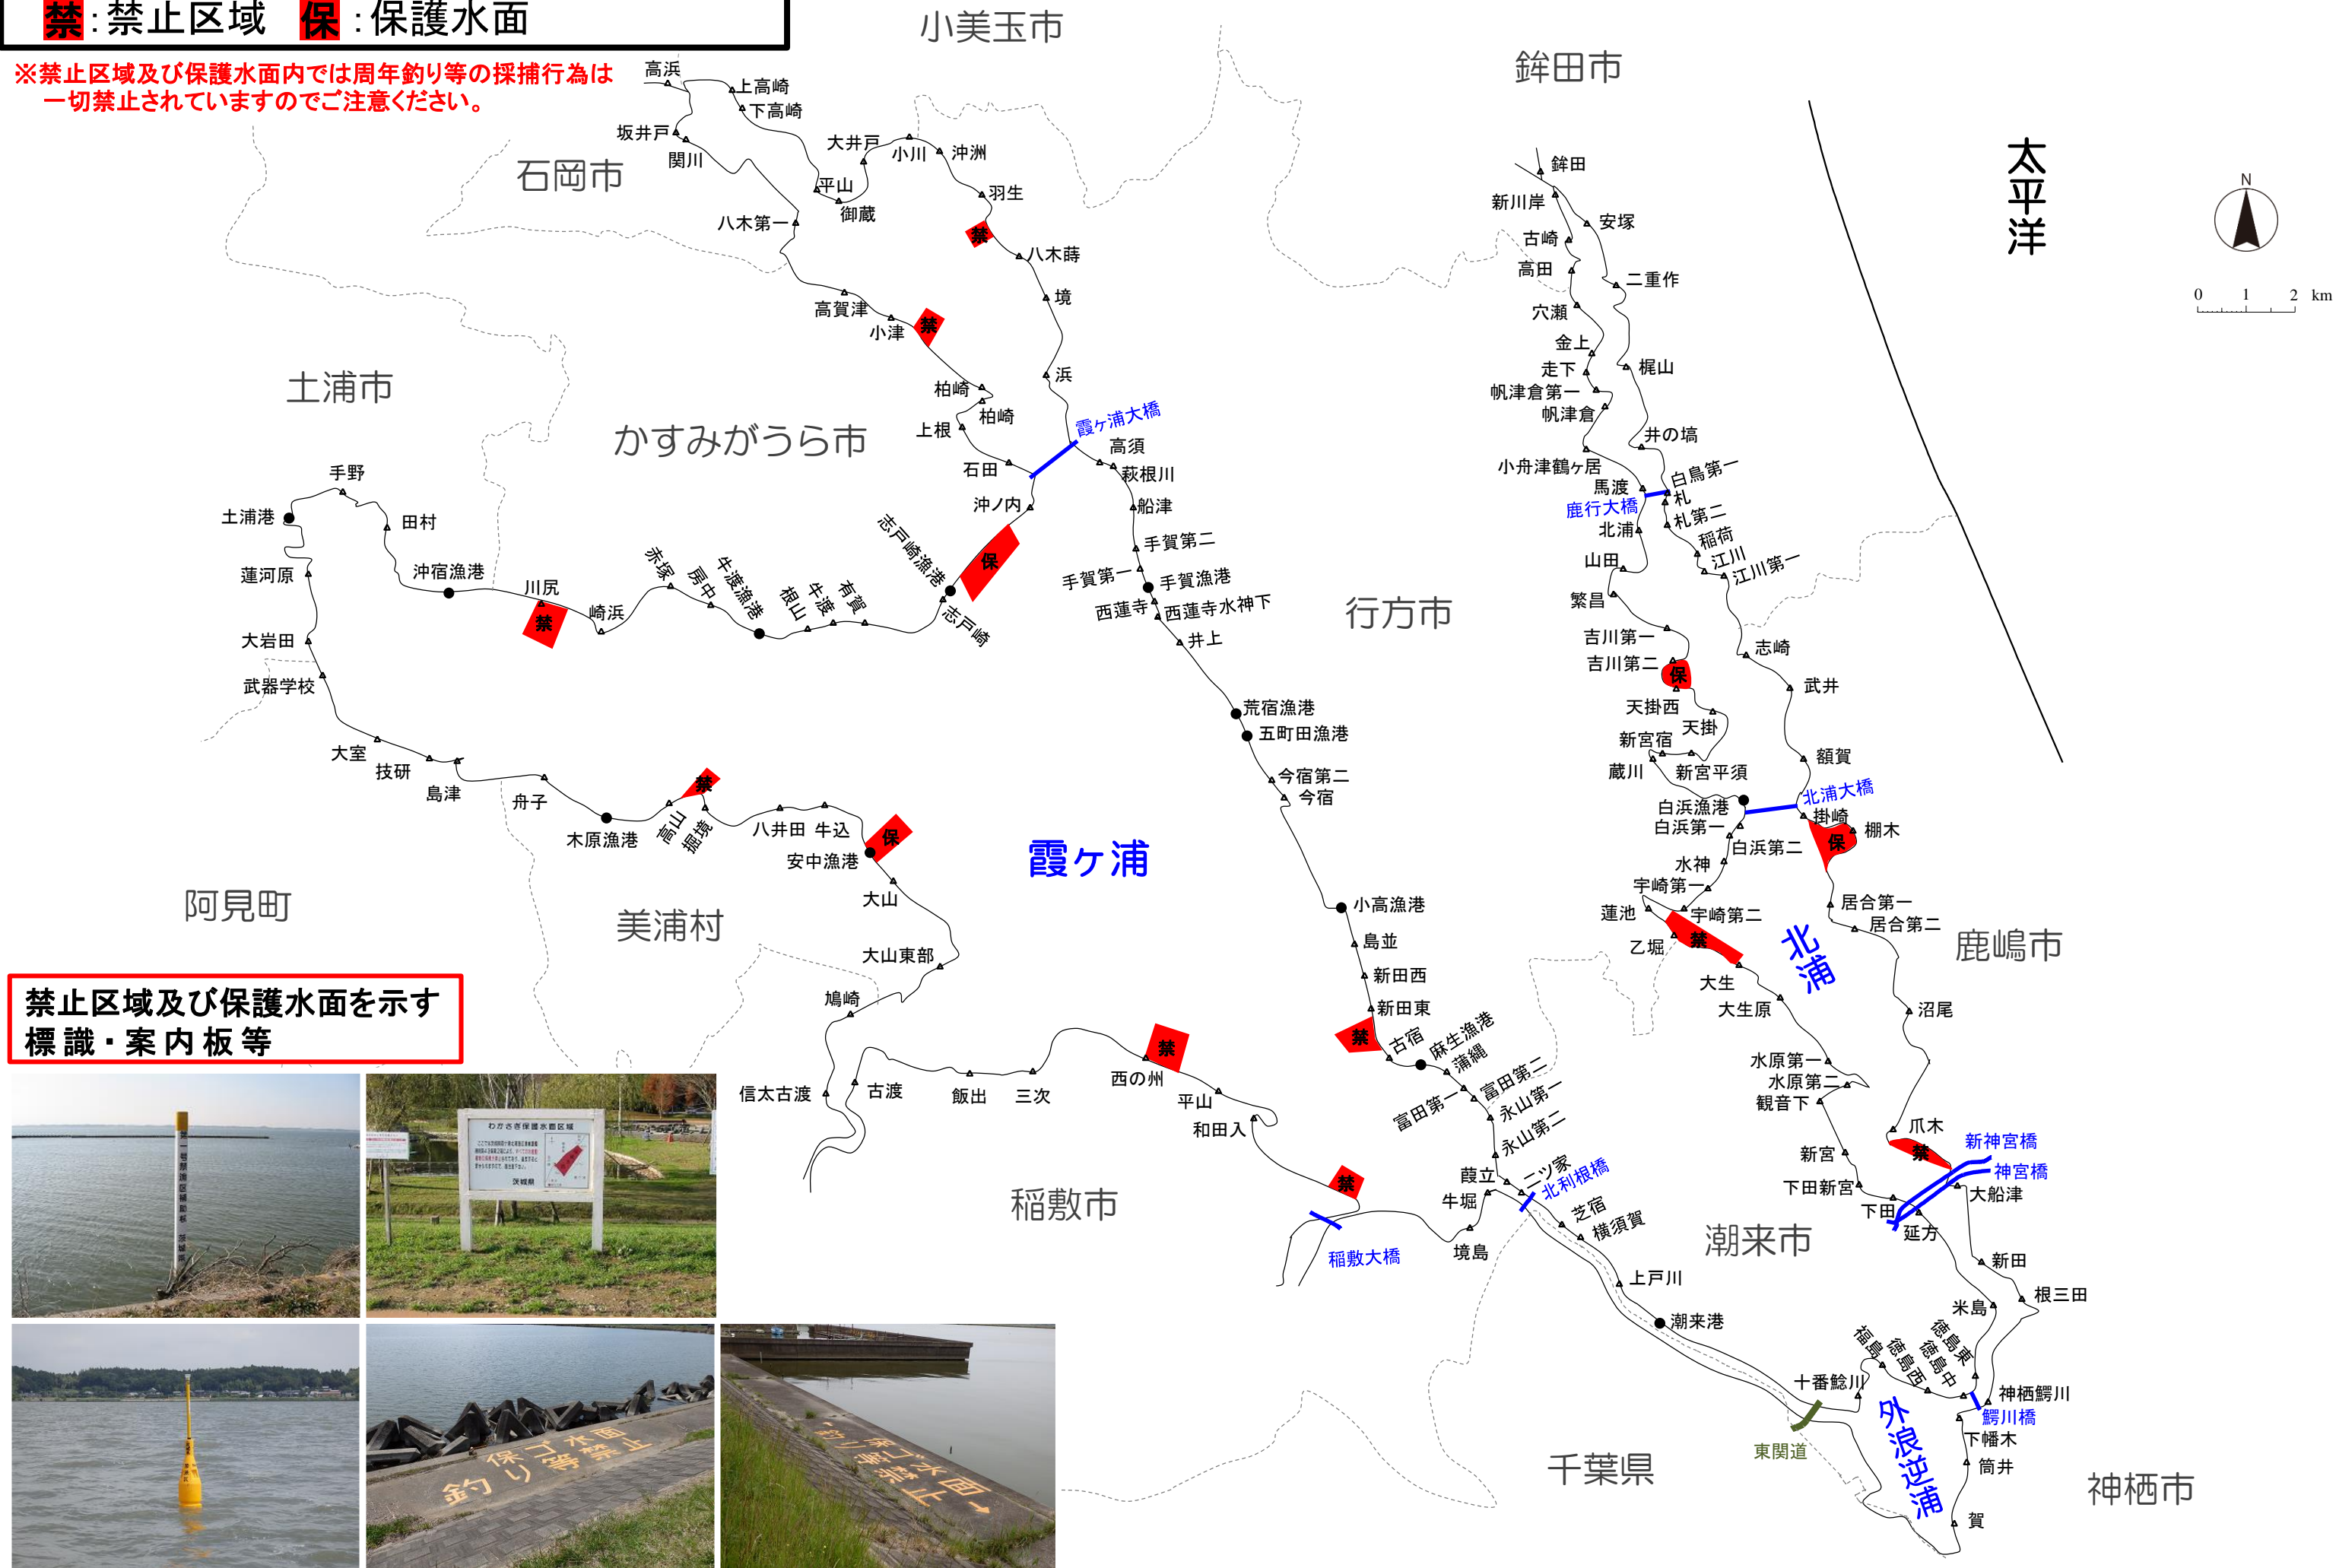 禁:禁止区域 保:保護水面
※禁止区域及び保護水面内では周年釣り等の採捕行為は
一切禁止されていますのでご注意ください。
小美玉市
鉾田市
太平洋
N
0 1 2 km
石岡市
土浦市
かすみがうら市
行方市
阿見町
美浦村
稲敷市
潮来市
鹿嶋市
千葉県
神栖市
霞ヶ浦
北浦
外浪逆浦
高浜
上高崎
下高崎
坂井戸
関川
大井戸
小川
沖洲
平山
御蔵
羽生
禁
八木第一
八木蒔
境
高賀津
小津
禁
浜
柏崎
柏崎
上根
霞ヶ浦大橋
石田
高須
萩根川
沖ノ内
船津
保
志戸崎漁港
志戸崎
手賀第二
手賀第一
手賀漁港
西蓮寺
西蓮寺水神下
井上
荒宿漁港
五町田漁港
今宿第二
今宿
小高漁港
島並
新田西
新田東
禁
古宿
麻生漁港
蒲縄
富田第二
富田第一
永山第一
永山第二
葭立
二ツ家
牛堀
北利根橋
境島
芝宿
横須賀
上戸川
潮来港
十番鯰川
東関道
手野
土浦港
田村
蓮河原
沖宿漁港
川尻
禁
崎浜
赤塚
房中
牛渡漁港
根山
牛渡
有賀
大岩田
武器学校
大室
技研
島津
舟子
木原漁港
高山
禁
掘境
八井田
牛込
保
安中漁港
大山
大山東部
鳩崎
信太古渡
古渡
飯出
三次
西の州
禁
平山
和田入
禁
稲敷大橋
鉾田
新川岸
安塚
古崎
高田
二重作
穴瀬
金上
走下
梶山
帆津倉第一
帆津倉
井の塙
小舟津鶴ヶ居
馬渡
白鳥第一
鹿行大橋
札
札第二
北浦
稲荷
江川
江川第一
山田
繁昌
吉川第一
吉川第二
保
志崎
武井
天掛西
天掛
新宮宿
蔵川
新宮平須
額賀
白浜漁港
北浦大橋
白浜第一
白浜第二
掛崎
棚木
保
水神
宇崎第一
蓮池
宇崎第二
居合第一
居合第二
乙堀
禁
大生
大生原
沼尾
水原第一
水原第二
観音下
爪木
禁
新神宮橋
神宮橋
新宮
下田新宮
大船津
下田
延方
新田
根三田
米島
福島
徳島西
徳島中
徳島東
神栖鰐川
鰐川橋
下幡木
筒井
賀
禁止区域及び保護水面を示す
標識・案内板等
わかさぎ保護水面区域
茨城県
保ゴ水面
釣り等禁止
保ゴ水面
釣り等禁止